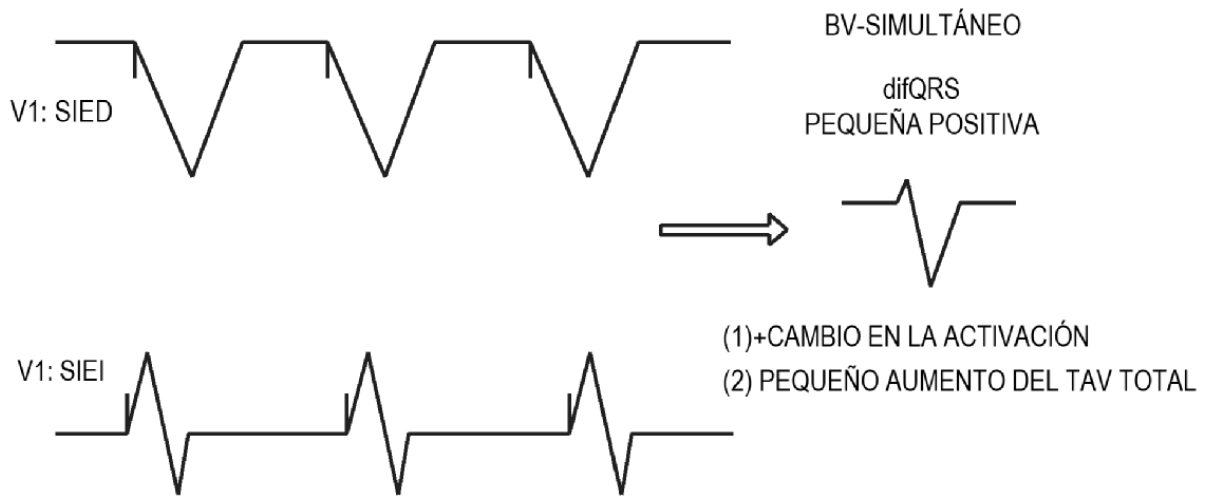 V1: SIED
BV-SIMULTÁNEO
difQRS
PEQUEÑA POSITIVA
V1: SIEI
(1)+CAMBIO EN LA ACTIVACIÓN
(2) PEQUEÑO AUMENTO DEL TAV TOTAL